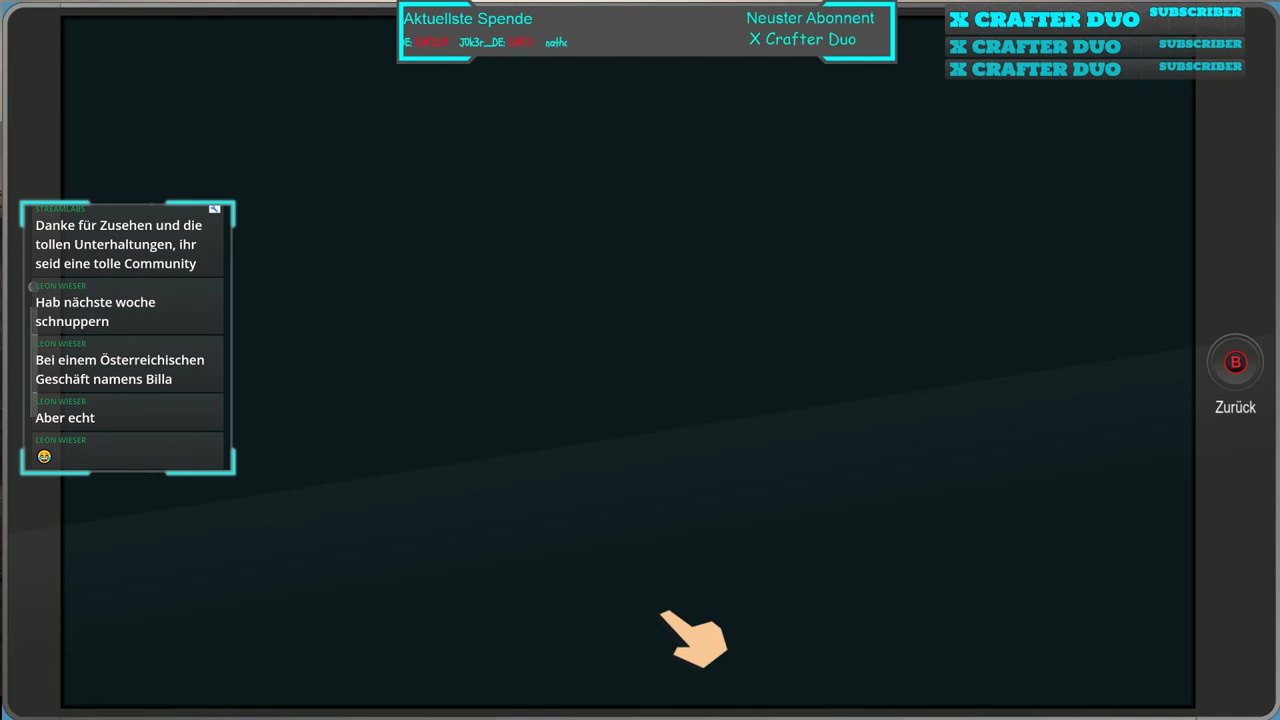 Aktuellste Spende
J0k3r_DE:
Neuster Abonnent
X Crafter Duo
X CRAFTER DUO SUBSCRIBER
X CRAFTER DUO SUBSCRIBER
X CRAFTER DUO SUBSCRIBER
STREAMLABS
Danke für Zusehen und die
tollen Unterhaltungen, ihr
seid eine tolle Community
LEON WIESER
Hab nächste woche
schnuppern
LEON WIESER
Bei einem Österreichischen
Geschäft namens Billa
LEON WIESER
Aber echt
LEON WIESER
😂
B
Zurück